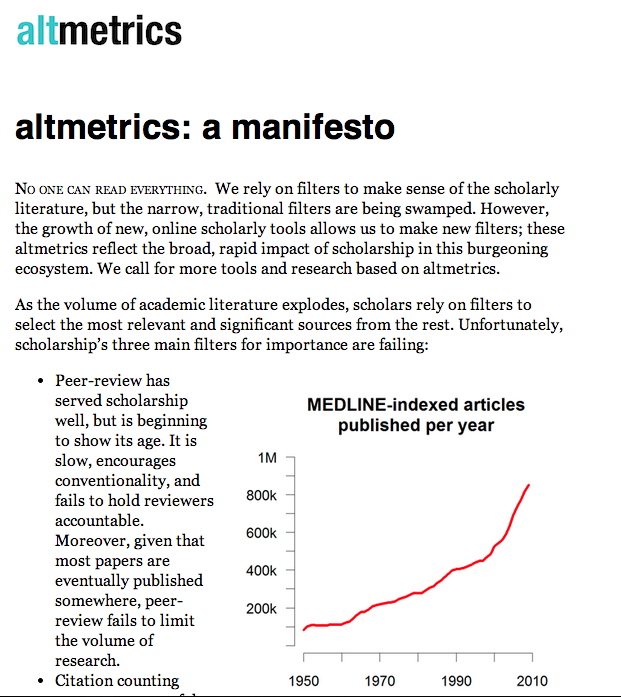 altmetrics
altmetrics: a manifesto
No one can read everything. We rely on filters to make sense of the scholarly
literature, but the narrow, traditional filters are being swamped. However,
the growth of new, online scholarly tools allows us to make new filters; these
altmetrics reflect the broad, rapid impact of scholarship in this burgeoning
ecosystem. We call for more tools and research based on altmetrics.
As the volume of academic literature explodes, scholars rely on filters to
select the most relevant and significant sources from the rest. Unfortunately,
scholarship's three main filters for importance are failing:
• Peer-review has
served scholarship
well, but is beginning
to show its age. It is
slow, encourages
conventionality, and
fails to hold reviewers
accountable.
Moreover, given that
most papers are
eventually published
somewhere, peer-
review fails to limit
the volume of
research.
• Citation counting
MEDLINE-indexed articles
published per year
1M
800k
600k
400k
200k
1950 1970 1990 2010